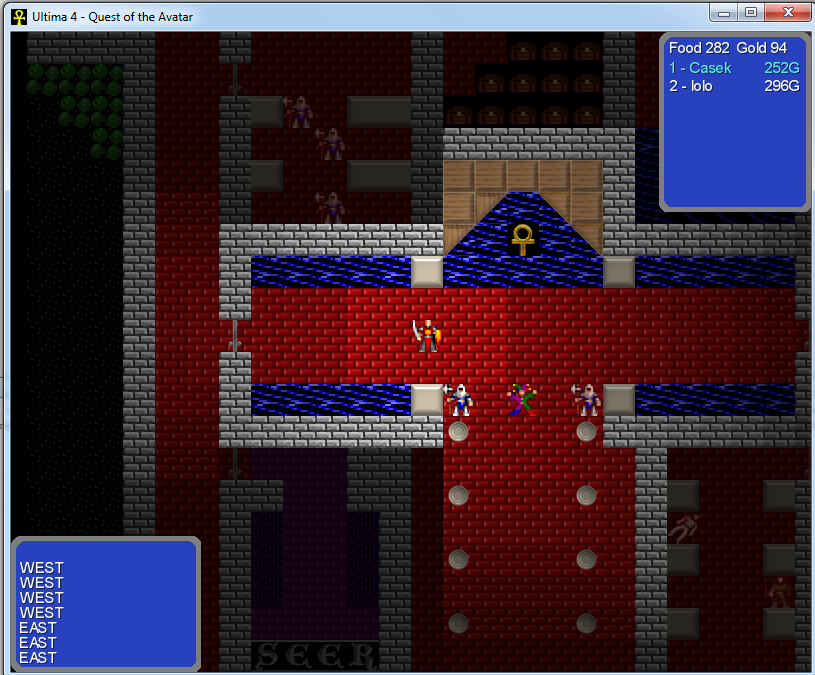 Ultima 4 - Quest of the Avatar
Food 282 Gold 94
1 - Casek 252G
2 - Iolo 296G
WEST
WEST
WEST
WEST
EAST
EAST
EAST
SEER